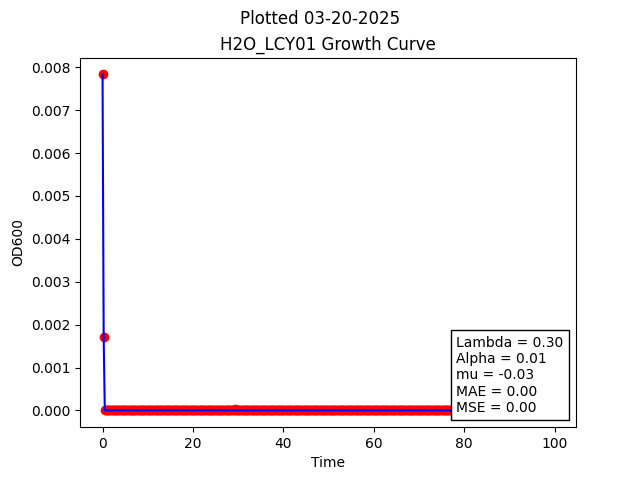 Plotted 03-20-2025
H2O_LCY01 Growth Curve
0.008
0.007
0.006
0.005
0.004
0.003
0.002
0.001
0.000
OD600
Lambda = 0.30
Alpha = 0.01
mu = -0.03
MAE = 0.00
MSE = 0.00
0 20 40 60 80 100
Time